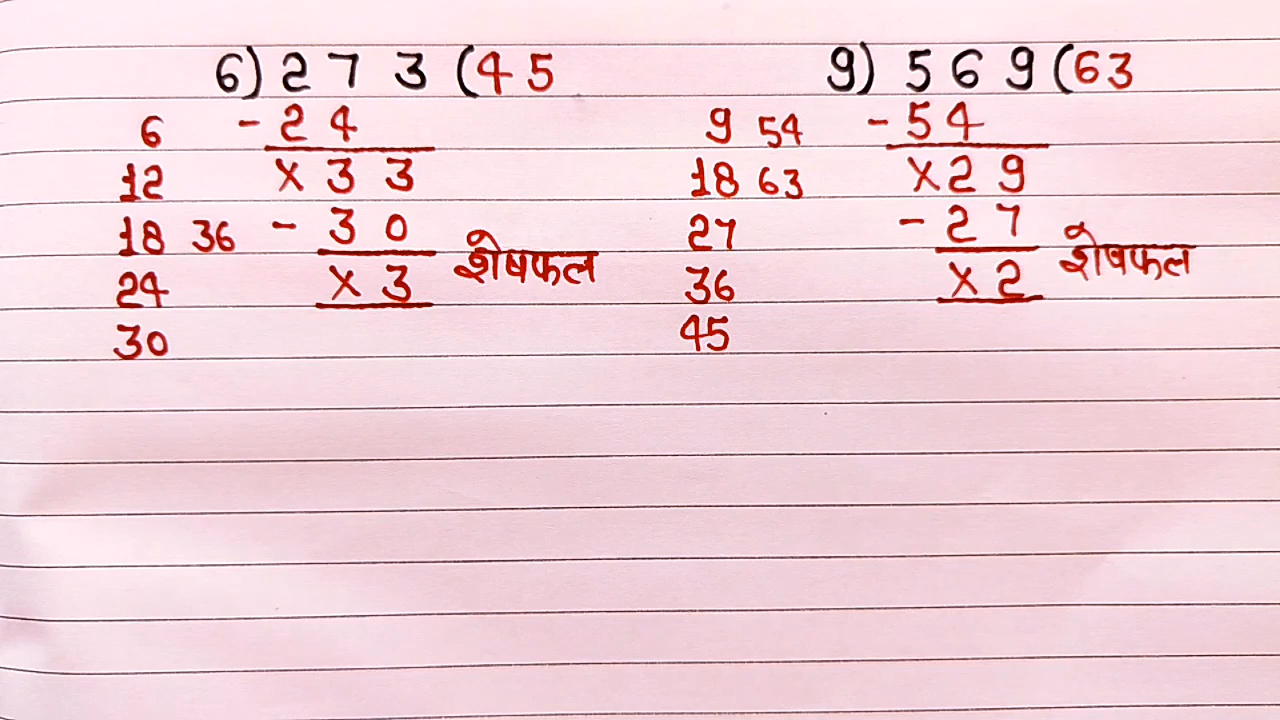 6) 2 7 3 (4 5
6 - 2 4
12 x 3 3
18 36 - 3 0
24 x 3 शेषफल
30
9) 5 6 9 (63
9 54 - 5 4
18 63 x 2 9
27 - 2 7
36 x 2 शेषफल
45